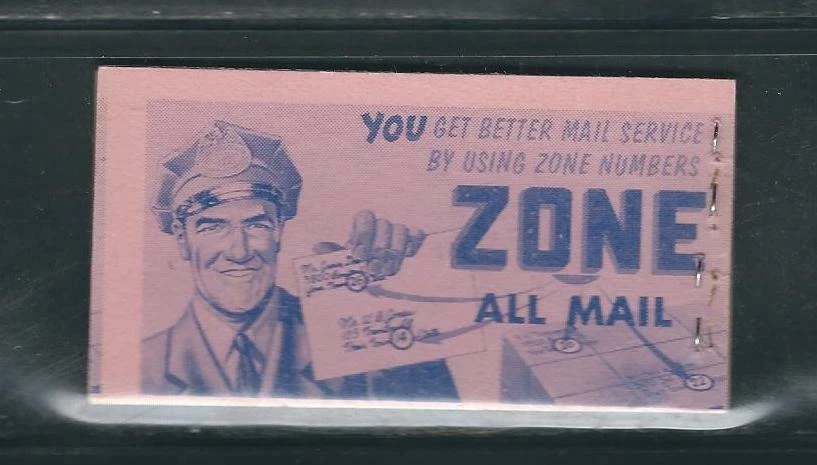 YOU GET BETTER MAIL SERVICE
BY USING ZONE NUMBERS
ZONE
ALL MAIL